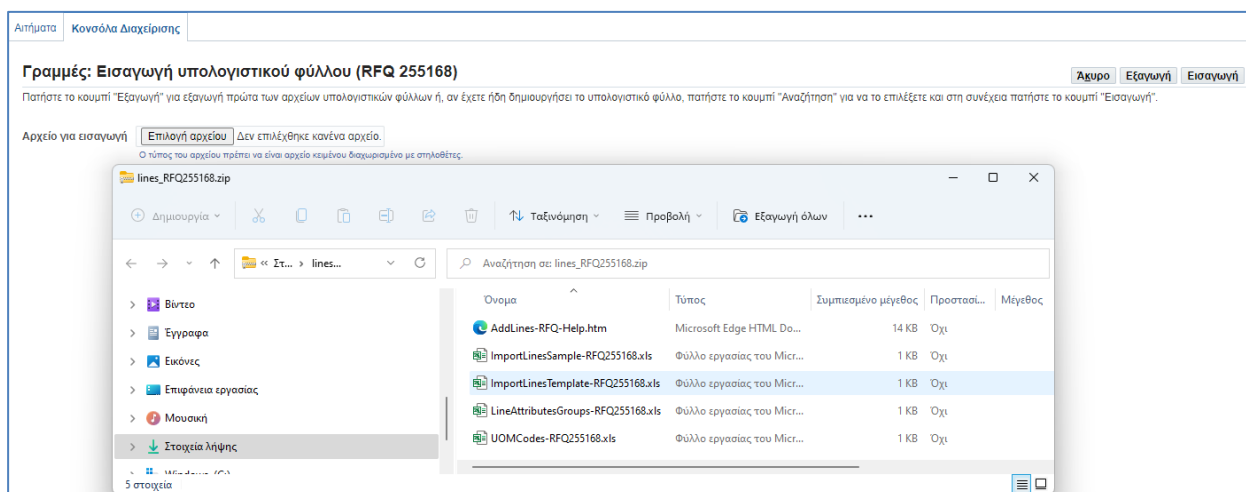 Αιτήματα Κονσόλα Διαχείρισης
Γραμμές: Εισαγωγή υπολογιστικού φύλλου (RFQ 255168)
Άκυρο Εξαγωγή Εισαγωγή
Πατήστε το κουμπί "Εξαγωγή" για εξαγωγή πρώτα των αρχείων υπολογιστικών φύλλων ή, αν έχετε ήδη δημιουργήσει το υπολογιστικό φύλλο, πατήστε το κουμπί "Αναζήτηση" για να το επιλέξετε και στη συνέχεια πατήστε το κουμπί "Εισαγωγή".
Αρχείο για εισαγωγή Επιλογή αρχείου Δεν επιλέχθηκε κανένα αρχείο.
Ο τύπος του αρχείου πρέπει να είναι αρχείο κειμένου διαχωρισμένο με στηλοθέτες.
lines_RFQ255168.zip
Δημιουργία Ταξινόμηση Προβολή Εξαγωγή όλων
« Στ... › lines... Αναζήτηση σε: lines_RFQ255168.zip
Βίντεο
Έγγραφα
Εικόνες
Επιφάνεια εργασίας
Μουσική
Στοιχεία λήψης
Windows (C:)
Όνομα Τύπος Συμπιεσμένο μέγεθος Προστασί... Μέγεθος
AddLines-RFQ-Help.htm Microsoft Edge HTML Do... 14 KB Όχι
ImportLinesSample-RFQ255168.xls Φύλλο εργασίας του Micr... 1 KB Όχι
ImportLinesTemplate-RFQ255168.xls Φύλλο εργασίας του Micr... 1 KB Όχι
LineAttributesGroups-RFQ255168.xls Φύλλο εργασίας του Micr... 1 KB Όχι
UOMCodes-RFQ255168.xls Φύλλο εργασίας του Micr... 1 KB Όχι
5 στοιχεία